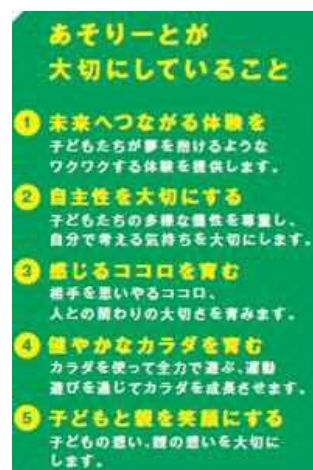 あそりーとが
大切にしていること
1 未来へつながる体験を
子どもたちが夢を抱けるような
ワクワクする体験を提供します。
2 自主性を大切にする
子どもたちの多様な個性を尊重し、
自分で考える気持ちを大切にします。
3 感じるココロを育む
相手を思いやるココロ、
人との関わりの大切さを育みます。
4 健やかなカラダを育む
カラダを使って全力で遊ぶ、運動
遊びを通じてカラダを成長させます。
5 子どもと親を笑顔にする
子どもの想い、親の想いを大切に
します。